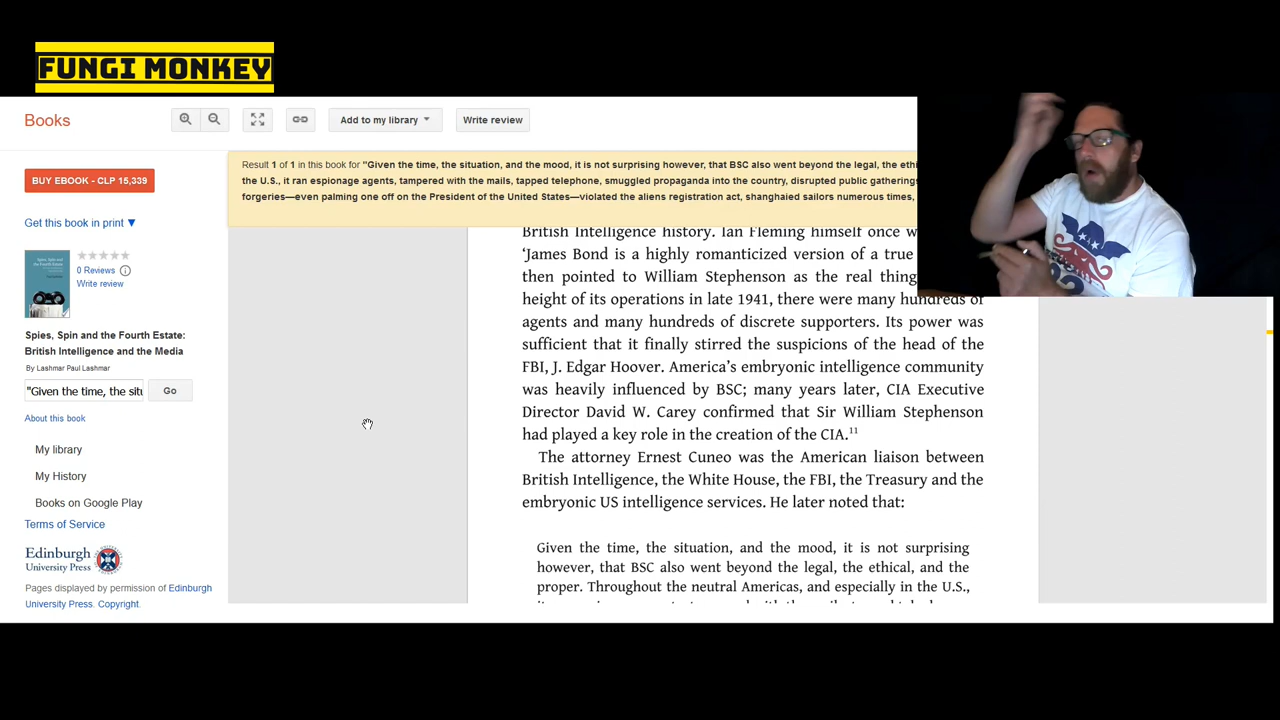 FUNGI MONKEY
Books
Add to my library
Write review
BUY EBOOK - CLP 15,339
Get this book in print ▼
0 Reviews
Write review
Spies, Spin and the Fourth Estate:
British Intelligence and the Media
By Lashmar Paul Lashmar
"Given the time, the situ
Go
About this book
My library
My History
Books on Google Play
Terms of Service
Edinburgh
University Press
Pages displayed by permission of Edinburgh
University Press. Copyright.
Result 1 of 1 in this book for "Given the time, the situation, and the mood, it is not surprising however, that BSC also went beyond the legal, the
the U.S., it ran espionage agents, tampered with the mails, tapped telephone, smuggled propaganda into the country, disrupted public gatherings
forgeries—even palming one off on the President of the United States—violated the aliens registration act, shanghaied sailors numerous times,
British Intelligence history. Ian Fleming himself once
'James Bond is a highly romanticized version of a true
then pointed to William Stephenson as the real thing
height of its operations in late 1941, there were many hundreds of
agents and many hundreds of discrete supporters. Its power was
sufficient that it finally stirred the suspicions of the head of the
FBI, J. Edgar Hoover. America's embryonic intelligence community
was heavily influenced by BSC; many years later, CIA Executive
Director David W. Carey confirmed that Sir William Stephenson
had played a key role in the creation of the CIA.¹¹
The attorney Ernest Cuneo was the American liaison between
British Intelligence, the White House, the FBI, the Treasury and the
embryonic US intelligence services. He later noted that:
Given the time, the situation, and the mood, it is not surprising
however, that BSC also went beyond the legal, the ethical, and the
proper. Throughout the neutral Americas, and especially in the U.S.,